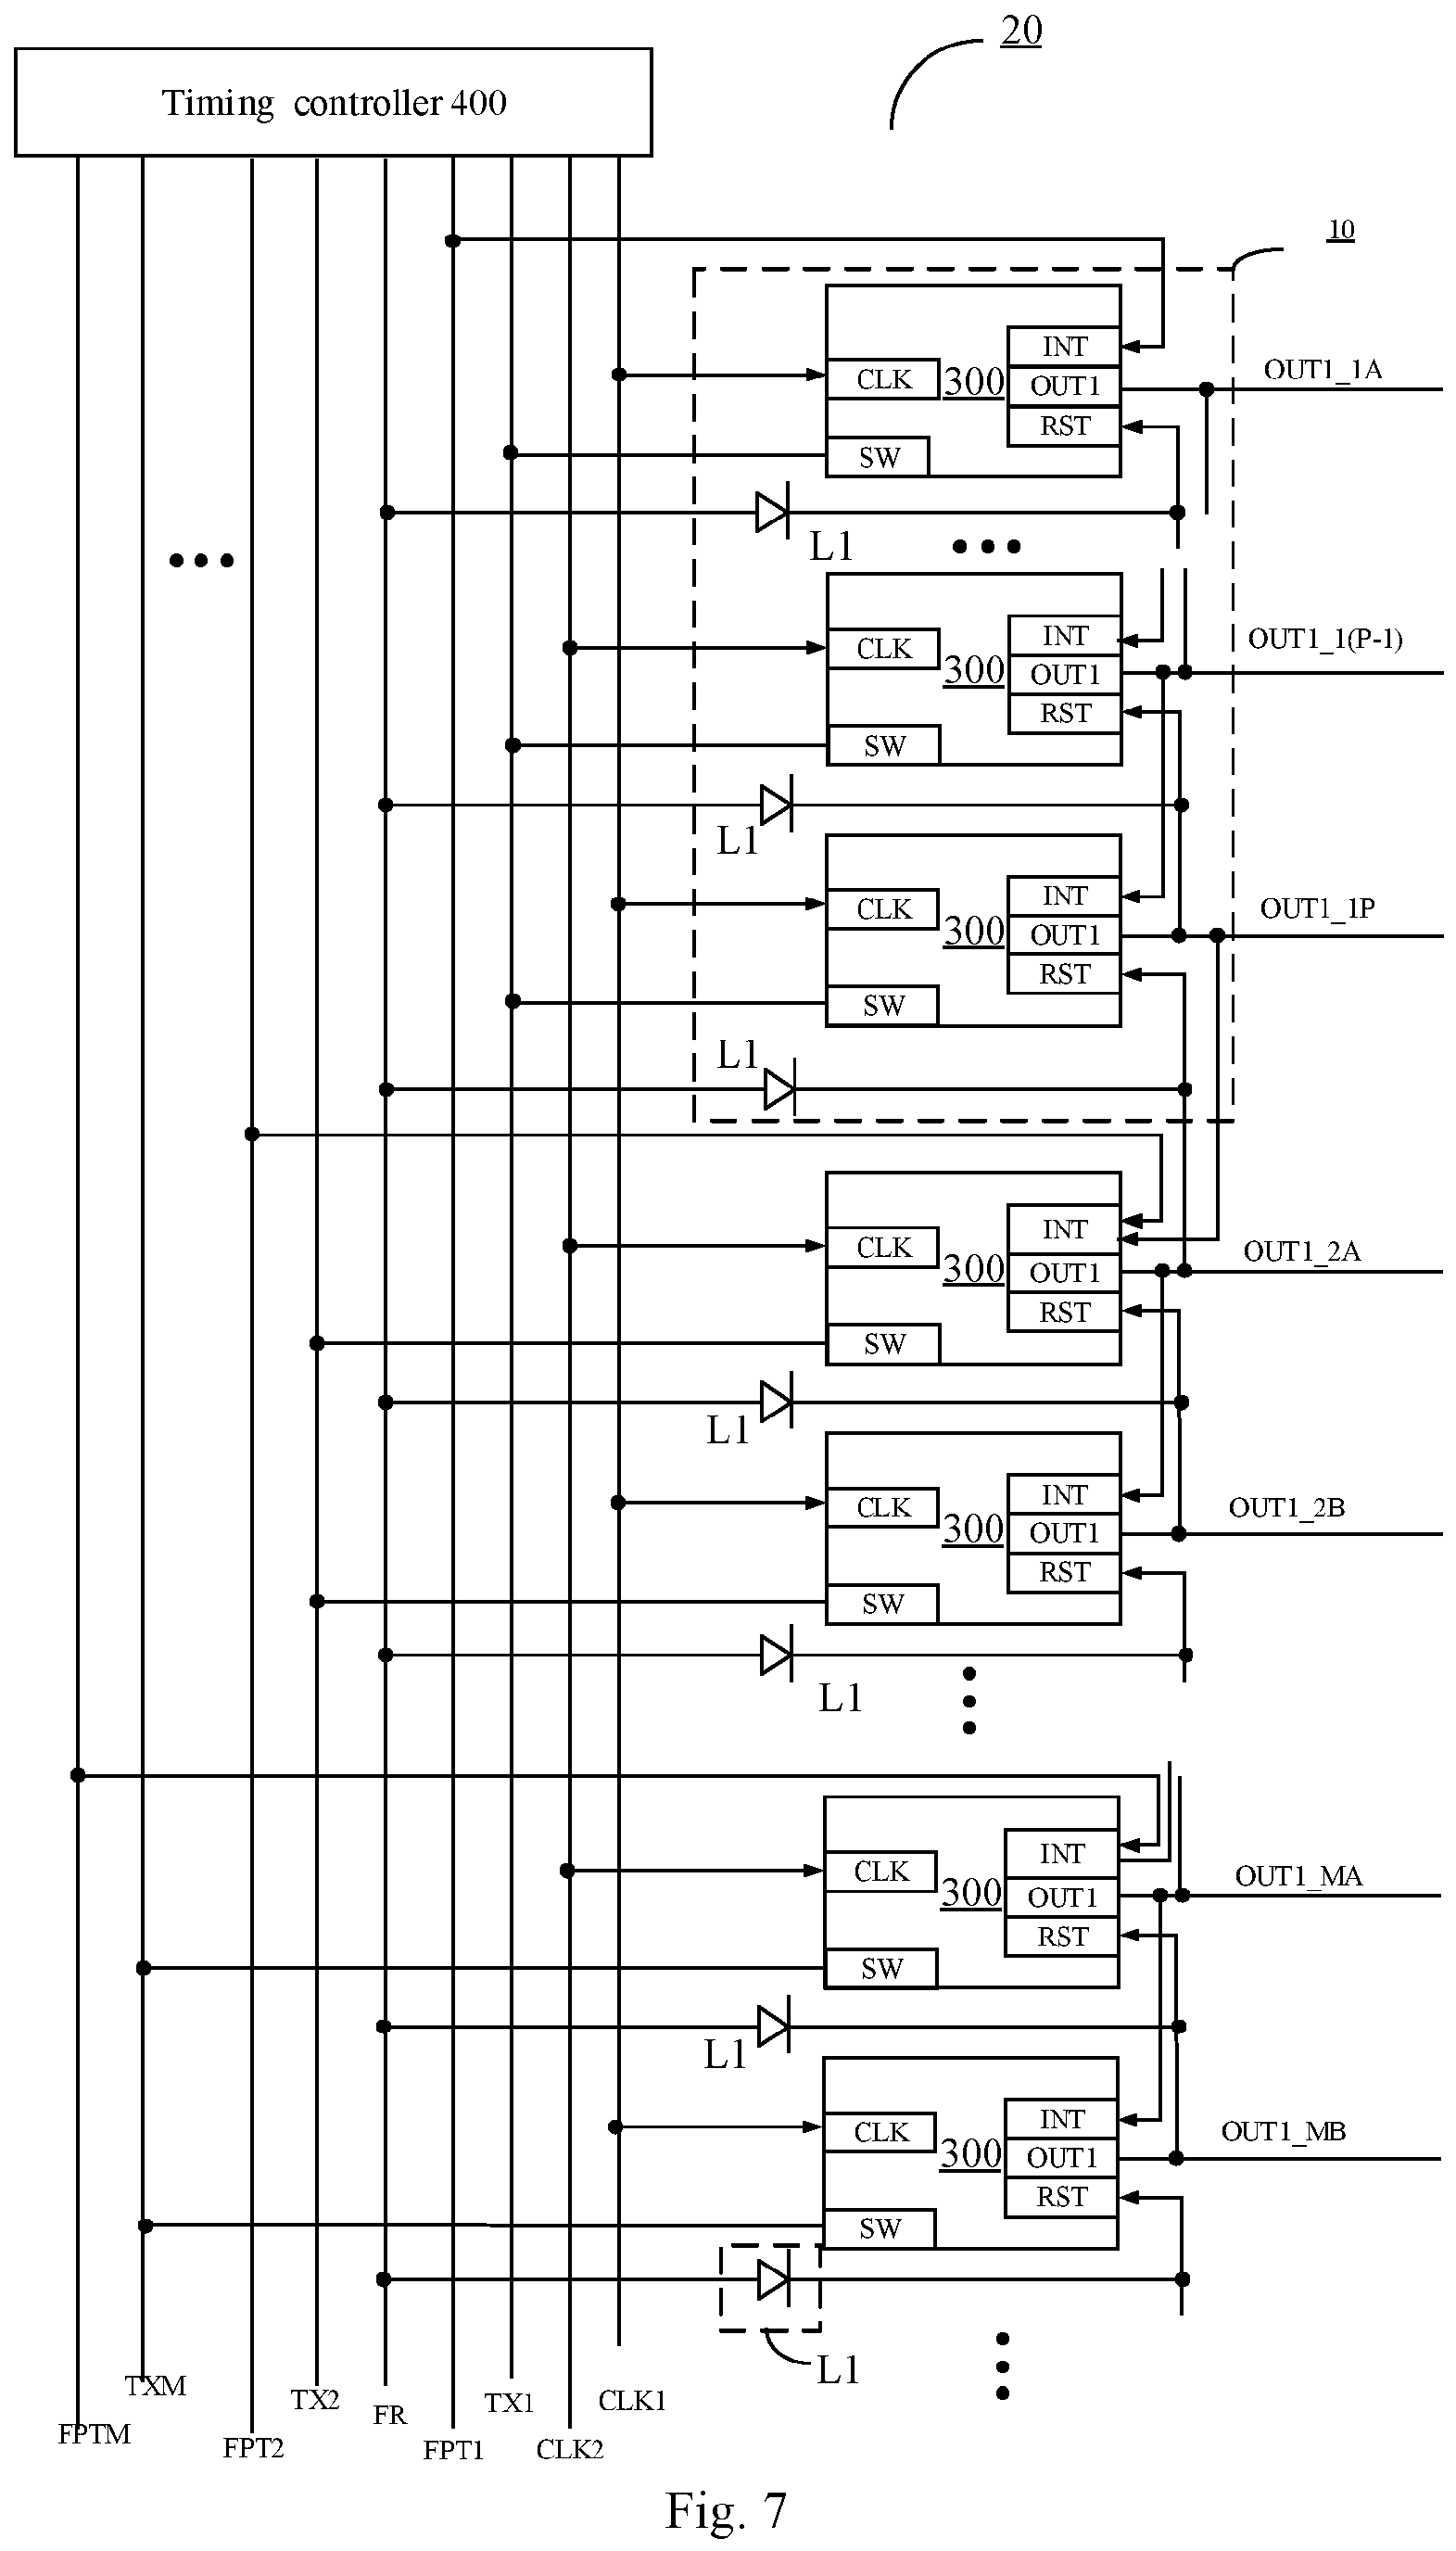 20
Timing controller 400
10
INT
CLK 300 OUT1 OUT1_1A
RST
SW
L1
INT
CLK 300 OUT1 OUT1_1(P-1)
RST
SW
L1
INT
CLK 300 OUT1 OUT1_1P
RST
SW
L1
INT
CLK 300 OUT1 OUT1_2A
RST
SW
L1
INT
CLK 300 OUT1 OUT1_2B
RST
SW
L1
INT
CLK 300 OUT1 OUT1_MA
RST
SW
L1
INT
CLK 300 OUT1 OUT1_MB
RST
SW
L1
FPTM TXM FPT2 TX2 FR FPT1 TX1 CLK2 CLK1
Fig. 7